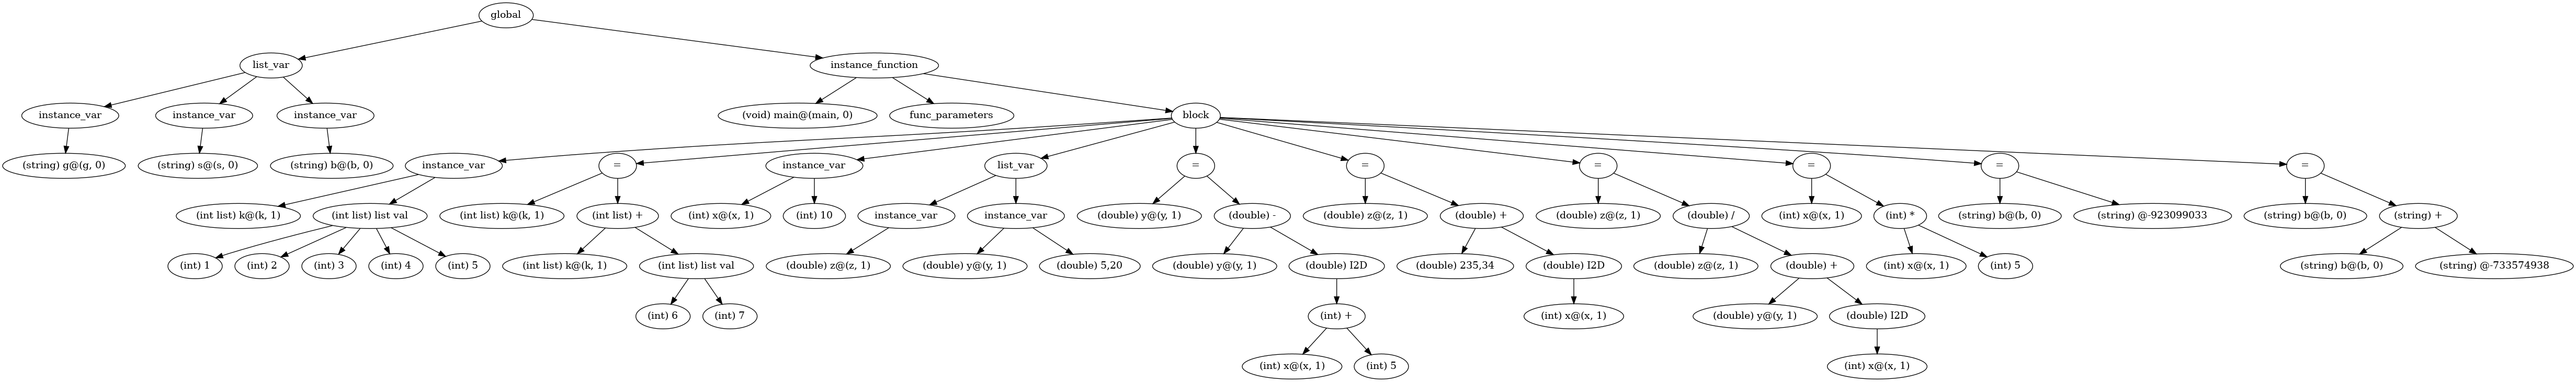 global
list_var
instance_function
instance_var
instance_var
instance_var
(void) main@(main, 0)
func_parameters
block
(string) g@(g, 0)
(string) s@(s, 0)
(string) b@(b, 0)
instance_var
=
instance_var
list_var
=
=
=
=
=
=
(int list) k@(k, 1)
(int list) list val
(int list) k@(k, 1)
(int list) +
(int) x@(x, 1)
(int) 10
instance_var
instance_var
(double) y@(y, 1)
(double) -
(double) z@(z, 1)
(double) +
(double) z@(z, 1)
(double) /
(int) x@(x, 1)
(int) *
(string) b@(b, 0)
(string) @-923099033
(string) b@(b, 0)
(string) +
(int) 1
(int) 2
(int) 3
(int) 4
(int) 5
(int list) k@(k, 1)
(int list) list val
(double) z@(z, 1)
(double) y@(y, 1)
(double) 5,20
(double) y@(y, 1)
(double) I2D
(double) 235,34
(double) I2D
(double) z@(z, 1)
(double) +
(int) x@(x, 1)
(int) 5
(string) b@(b, 0)
(string) @-733574938
(int) 6
(int) 7
(int) +
(int) x@(x, 1)
(double) y@(y, 1)
(double) I2D
(int) x@(x, 1)
(int) 5
(int) x@(x, 1)